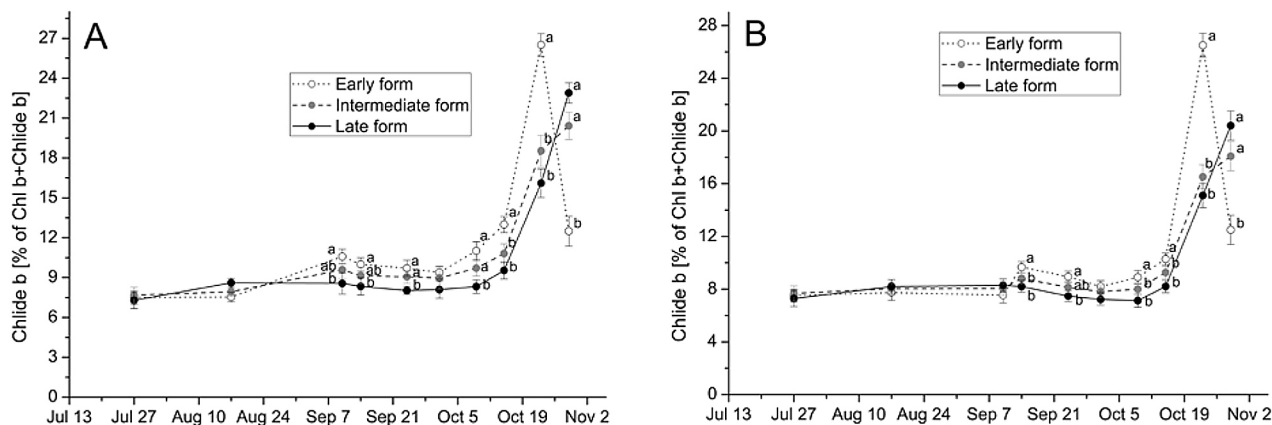 A
Chlide b [% of Chl b+Chlide b]
27
24
21
18
15
12
9
6
3
0
Early form
Intermediate form
Late form
a
b
b
a
a
b
a
ab
b
a
ab
b
a
a
b
a
a
b
a
b
b
Jul 13 Jul 27 Aug 10 Aug 24 Sep 7 Sep 21 Oct 5 Oct 19 Nov 2
B
Chlide b [% of Chl b+Chlide b]
28
24
20
16
12
8
4
0
Early form
Intermediate form
Late form
a
b
b
a
a
b
a
b
b
a
ab
b
a
b
b
a
b
b
Jul 13 Jul 27 Aug 10 Aug 24 Sep 7 Sep 21 Oct 5 Oct 19 Nov 2